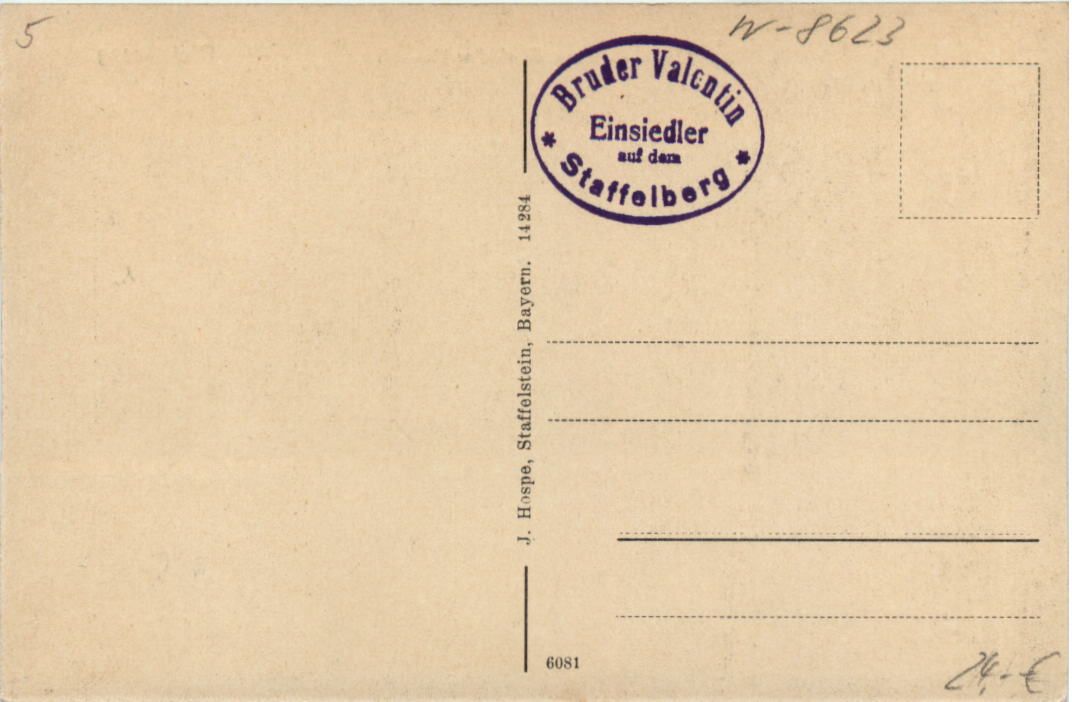 5
W-8623
Bruder Valentin
Einsiedler
auf dem
* Staffelberg *
J. Hospe, Staffelstein, Bayern. 14284
6081
24,- €